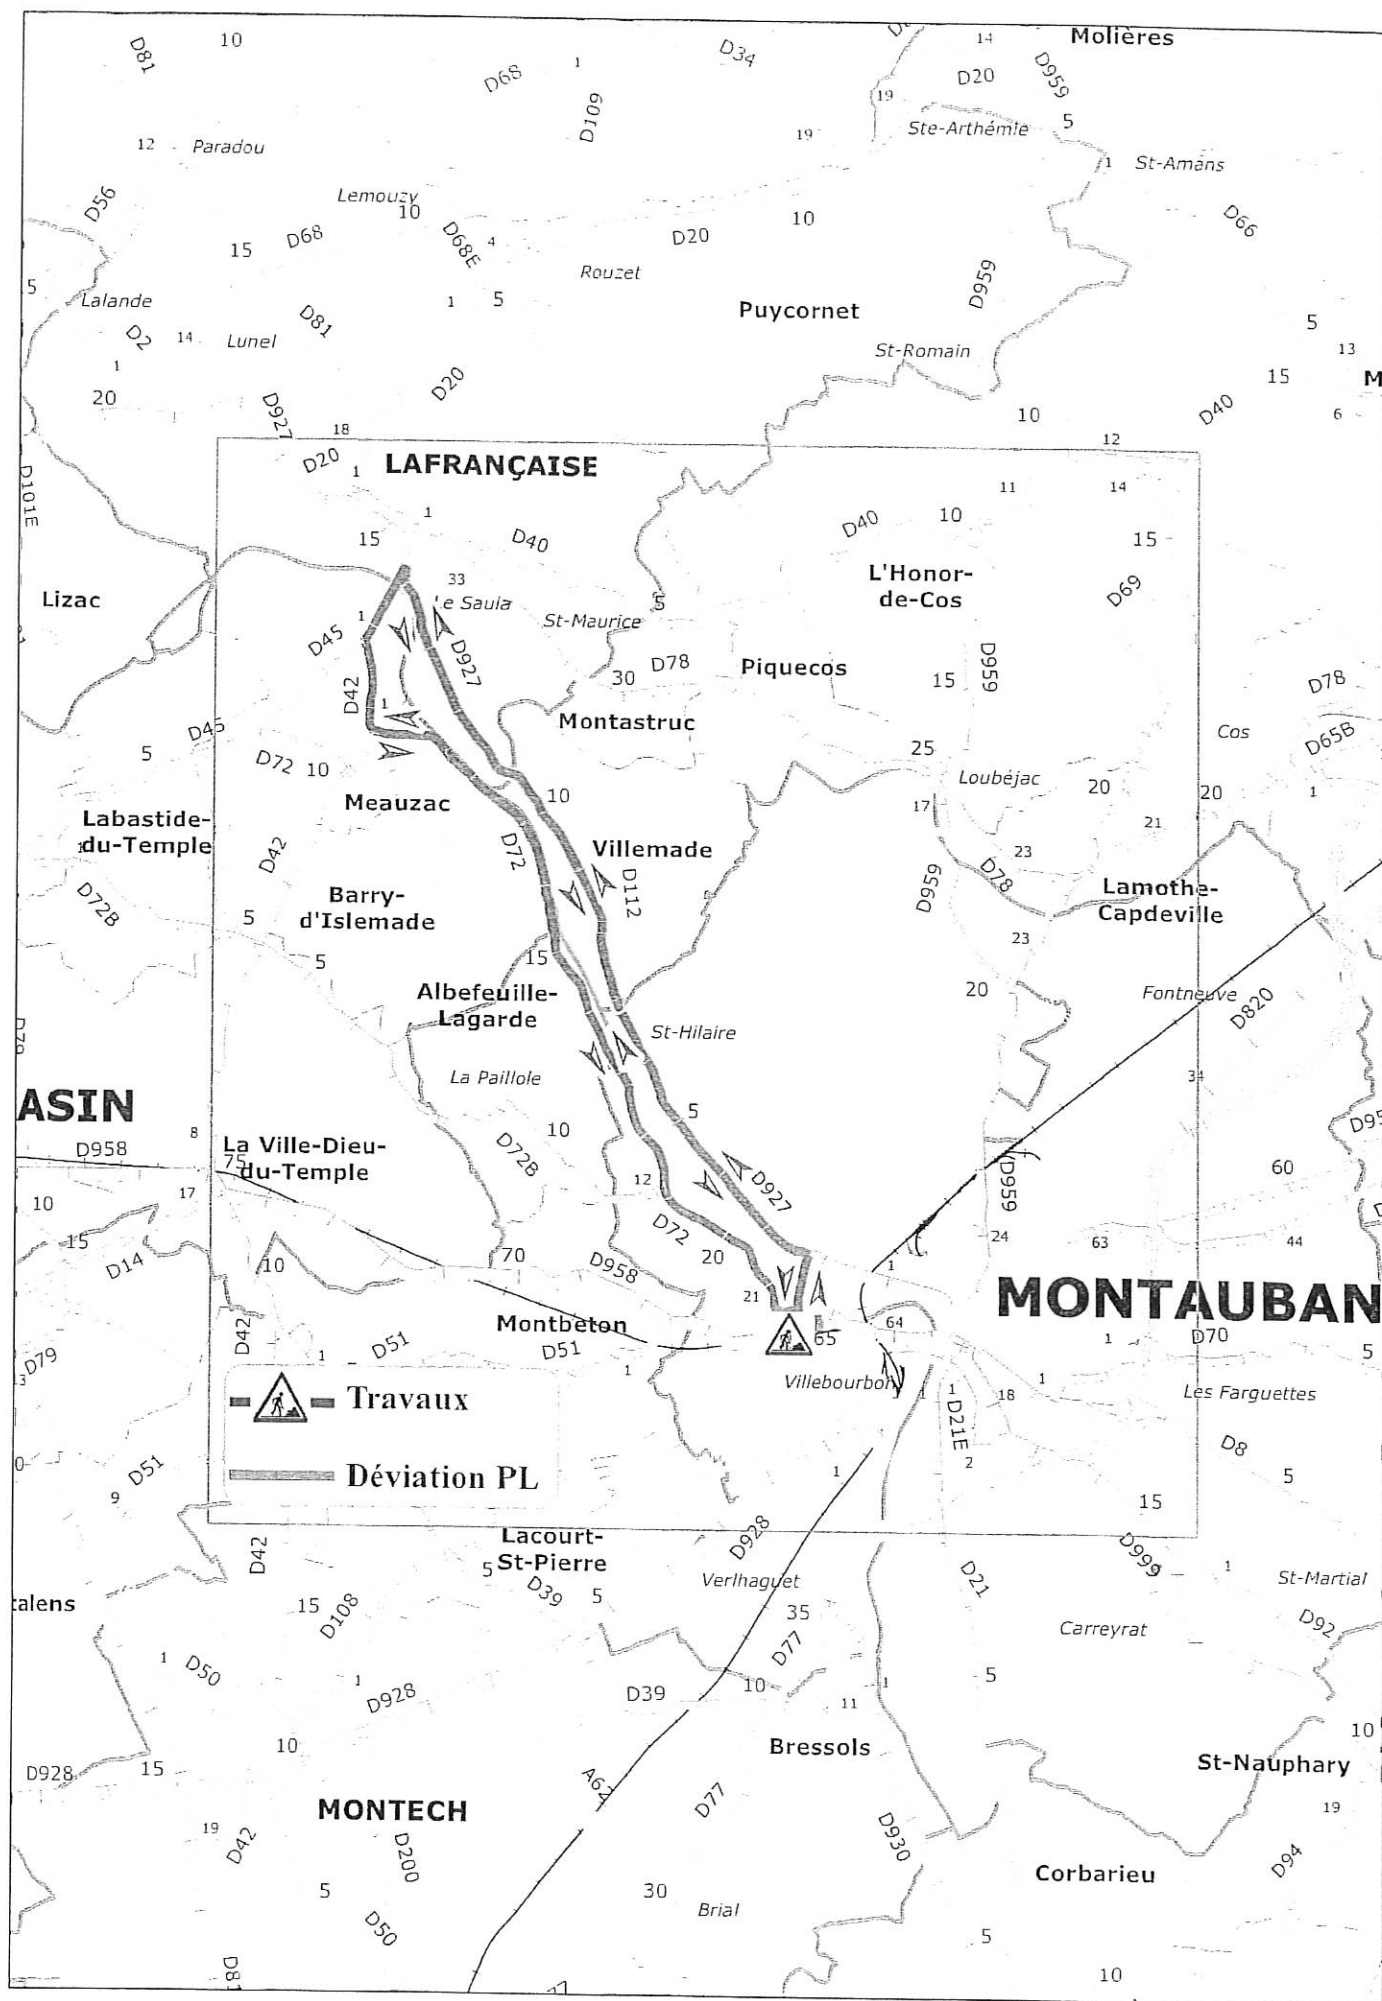 D81
10
D68
1
D34
14
Molières
D20
D959
D109
19
19
Ste-Arthémie
5
12
Paradou
1
St-Amans
D56
Lemouzy
10
D68
15
D68E
4
10
D20
D66
5
Lalande
1
5
Rouzet
D959
D2
14
Lunel
D81
Puycornet
5
13
1
St-Romain
15
M
20
D20
D927
18
10
D40
6
12
D20
1
LAFRANÇAISE
D101E
11
14
1
15
D40
D40
10
15
33
L'Honor-
de-Cos
D69
Lizac
Le Saula
5
1
D45
St-Maurice
D927
30
D78
Piquecos
15
D959
D78
D42
1
Montastruc
D45
5
D72
10
25
Cos
D65B
Loubéjac
Meauzac
10
17
20
20
1
Labastide-
du-Temple
D72
Villemade
21
23
D42
D78
D959
D112
Lamothe-
Capdeville
D72B
Barry-
d'Islemade
5
5
23
15
20
Albefeuille-
Lagarde
Fontneuve
D820
D79
St-Hilaire
La Paillole
34
ASIN
5
10
8
D958
La Ville-Dieu-
du-Temple
75
D72B
D95
60
17
12
D927
D959
10
D72
15
24
63
44
D14
10
70
D958
20
1
21
MONTAUBAN
D42
Montbeton
65
64
D51
D51
1
D70
5
D79
13
1
1
Villebourbon
Travaux
1
1
18
1
Les Farguettes
D21E
D8
D51
Déviation PL
1
2
5
9
15
D42
Lacourt-
St-Pierre
D928
D999
5
D39
5
Verlhaguet
D21
1
St-Martial
talens
15
D108
35
D77
Carreyrat
D92
1
D50
1
D928
D39
10
11
1
5
10
10
Bressols
D928
15
St-Nauphary
A62
D77
MONTECH
19
19
D42
D200
D930
Corbarieu
D94
5
30
Brial
D50
5
D81
10